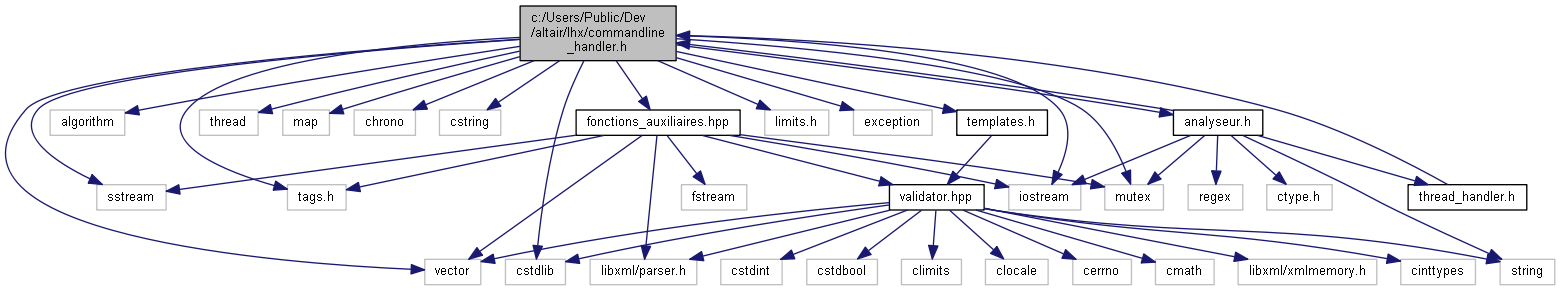 c:/Users/Public/Dev
/altair/lhx/commandline
_handler.h
algorithm
thread
map
chrono
cstring
fonctions_auxiliaires.hpp
limits.h
exception
templates.h
analyseur.h
sstream
tags.h
fstream
validator.hpp
iostream
mutex
regex
ctype.h
thread_handler.h
vector
cstdlib
libxml/parser.h
cstdint
cstdbool
climits
clocale
cerrno
cmath
libxml/xmlmemory.h
cinttypes
string